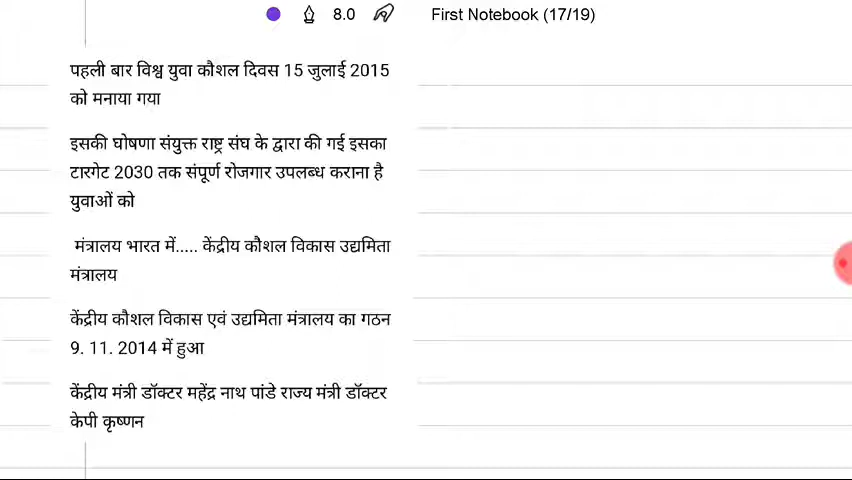 8.0 First Notebook (17/19)
पहली बार विश्व युवा कौशल दिवस 15 जुलाई 2015
को मनाया गया
इसकी घोषणा संयुक्त राष्ट्र संघ के द्वारा की गई इसका
टारगेट 2030 तक संपूर्ण रोजगार उपलब्ध कराना है
युवाओं को
मंत्रालय भारत में..... केंद्रीय कौशल विकास उद्यमिता
मंत्रालय
केंद्रीय कौशल विकास एवं उद्यमिता मंत्रालय का गठन
9. 11. 2014 में हुआ
केंद्रीय मंत्री डॉक्टर महेंद्र नाथ पांडे राज्य मंत्री डॉक्टर
केपी कृष्णन